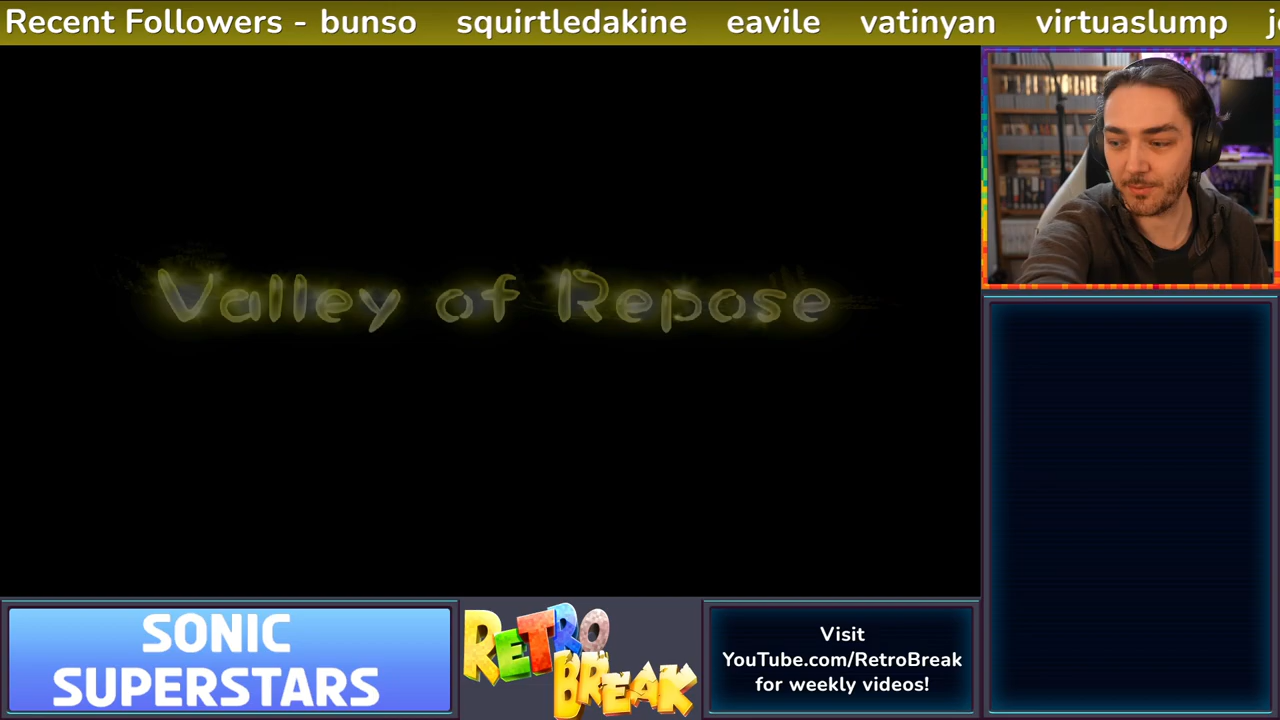 Recent Followers - bunso squirtledakine eavile vatinyan virtuaslump
Valley of Repose
SONIC
SUPERSTARS
RETRO
BREAK
Visit
YouTube.com/RetroBreak
for weekly videos!